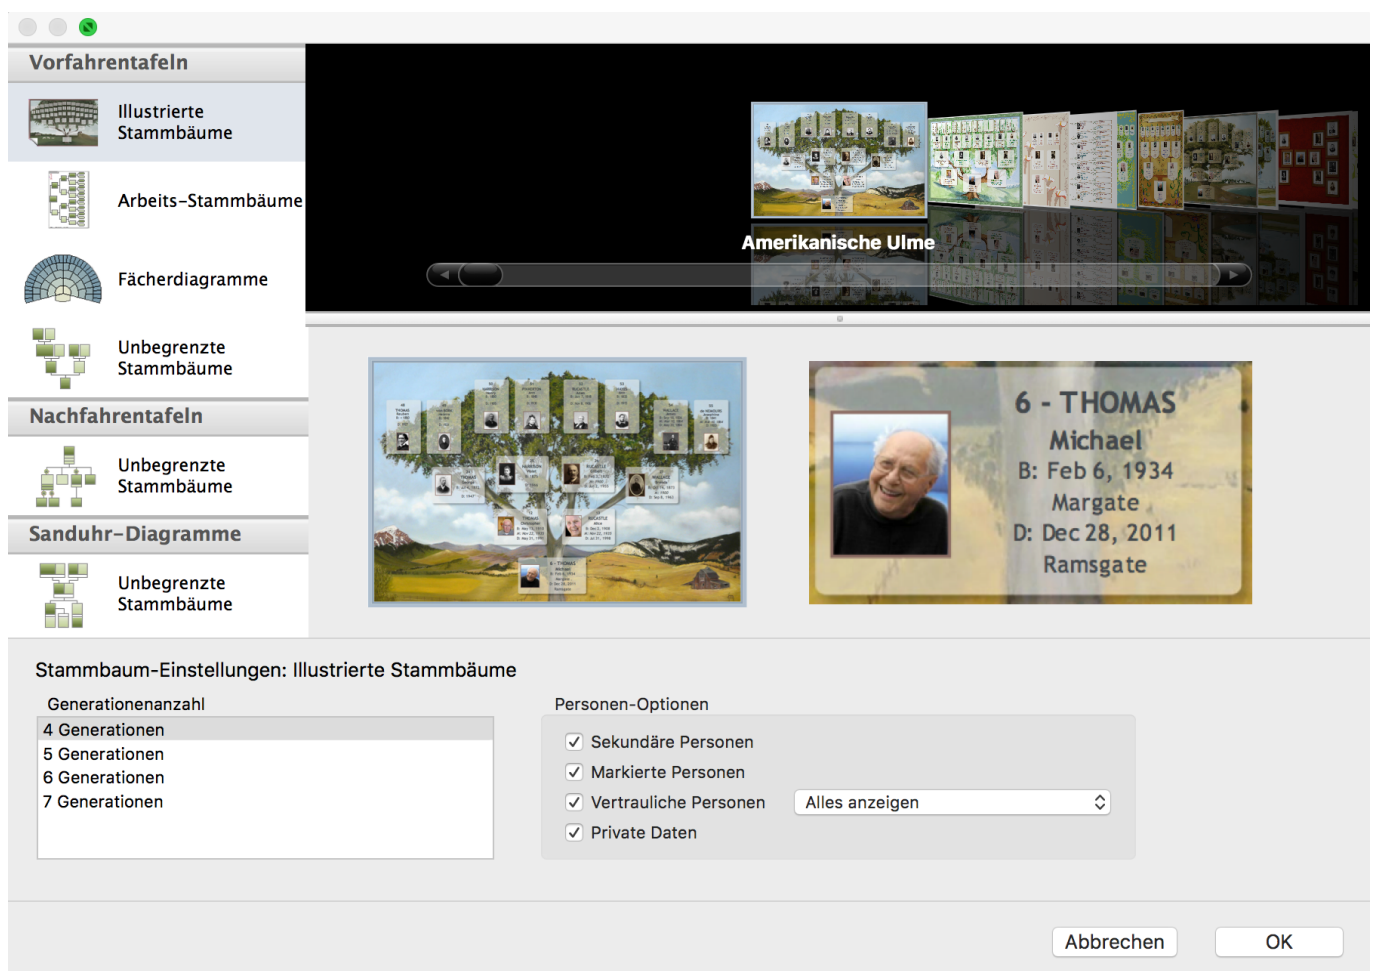 Vorfahrentafeln
Illustrierte
Stammbäume
Arbeits-Stammbäume
Fächerdiagramme
Unbegrenzte
Stammbäume
Nachfahrentafeln
Unbegrenzte
Stammbäume
Sanduhr-Diagramme
Unbegrenzte
Stammbäume
Amerikanische Ulme
6 - THOMAS
Michael
B: Feb 6, 1934
Margate
D: Dec 28, 2011
Ramsgate
Stammbaum-Einstellungen: Illustrierte Stammbäume
Generationenanzahl
4 Generationen
5 Generationen
6 Generationen
7 Generationen
Personen-Optionen
Sekundäre Personen
Markierte Personen
Vertrauliche Personen
Alles anzeigen
Private Daten
Abbrechen
OK